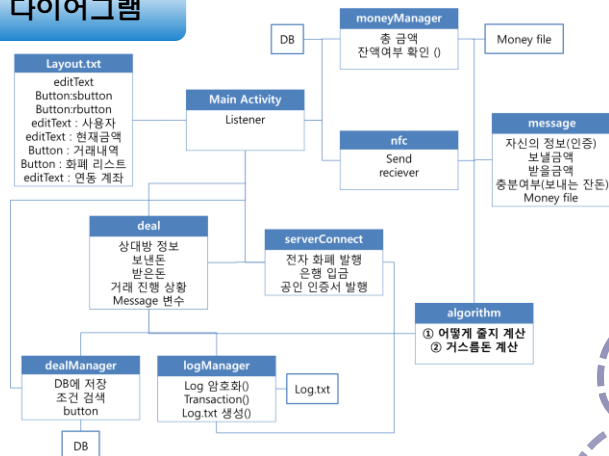 다이어그램
moneyManager
총 금액
잔액여부 확인 ()
DB
Money file
Layout.txt
editText
Button:sbutton
Button:rbutton
editText : 사용자
editText : 현재금액
Button : 거래내역
Button : 화폐 리스트
editText : 연동 계좌
Main Activity
Listener
nfc
Send
reciever
message
자신의 정보(인증)
보낼금액
받을금액
충분여부(보내는 잔돈)
Money file
deal
상대방 정보
보낸돈
받은돈
거래 진행 상황
Message 변수
serverConnect
전자 화폐 발행
은행 입금
공인 인증서 발행
algorithm
① 어떻게 줄지 계산
② 거스름돈 계산
dealManager
DB에 저장
조건 검색
button
logManager
Log 암호화()
Transaction()
Log.txt 생성()
Log.txt
DB